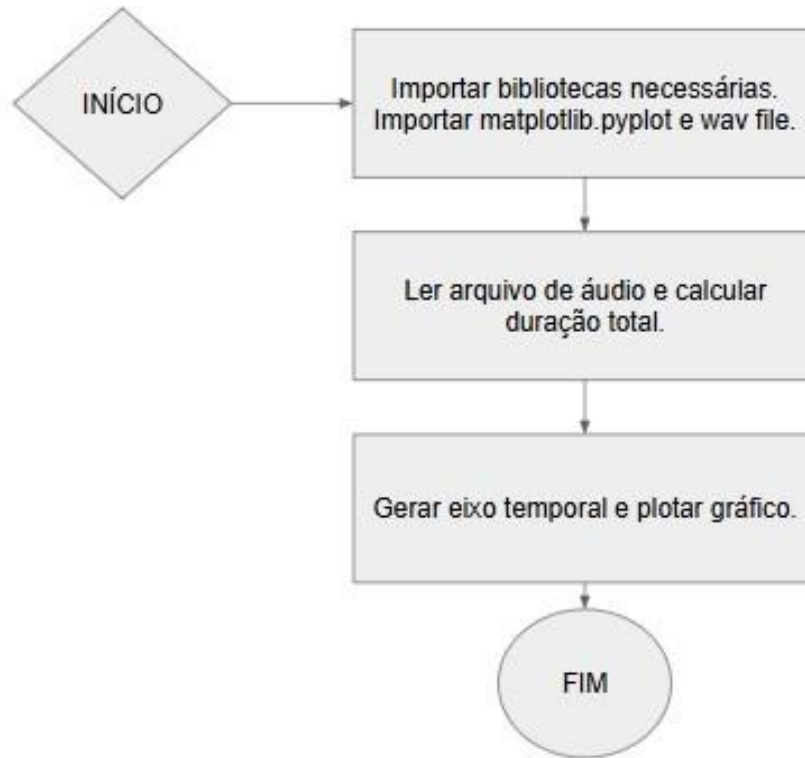 INÍCIO
Importar bibliotecas necessárias.
Importar matplotlib.pyplot e wav file.
Ler arquivo de áudio e calcular
duração total.
Gerar eixo temporal e plotar gráfico.
FIM